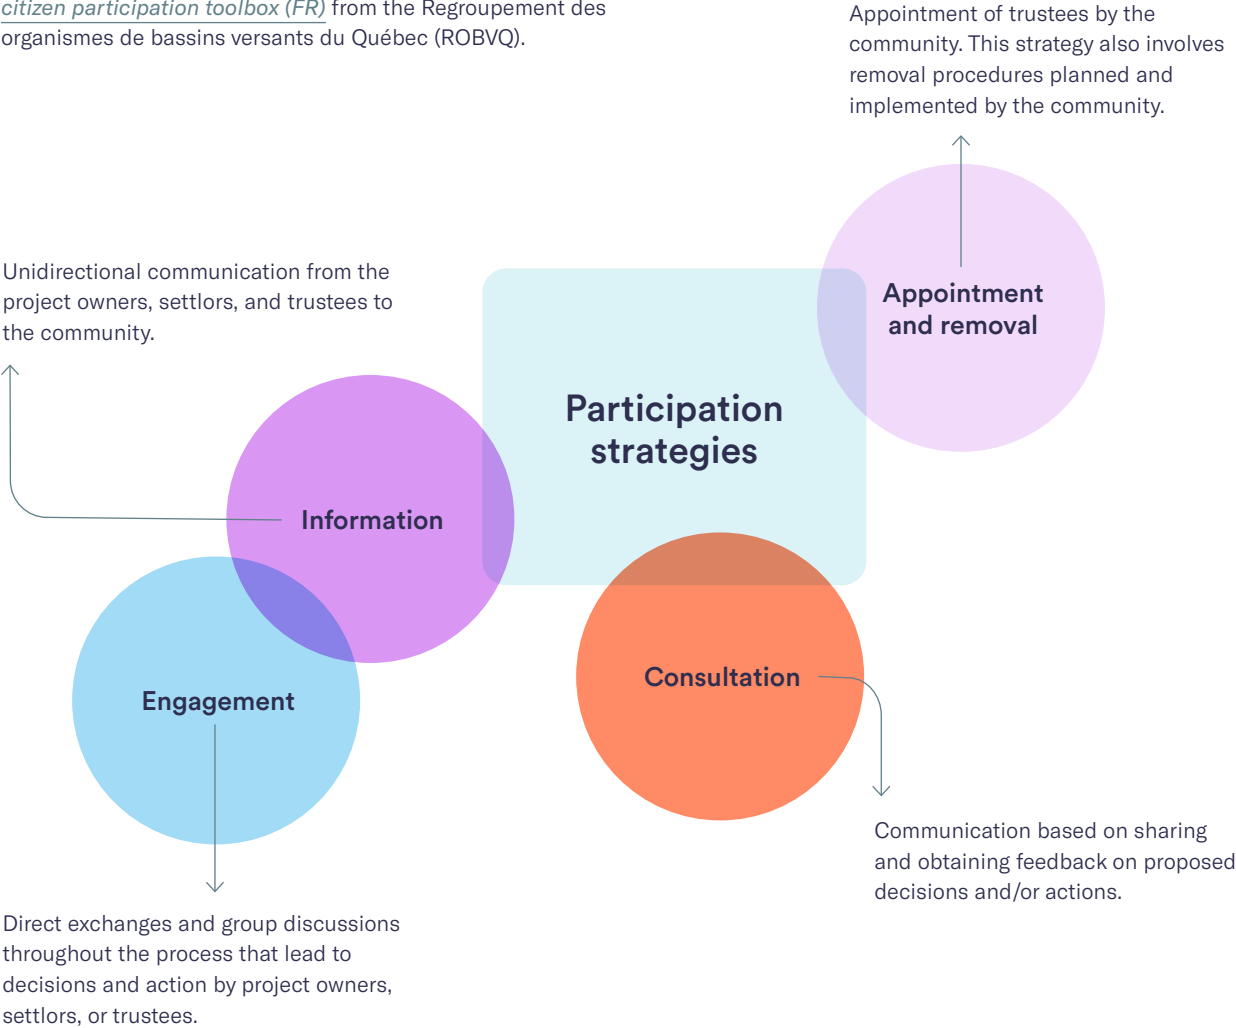 citizen participation toolbox (FR) from the Regroupement des
organismes de bassins versants du Québec (ROBVQ).
Appointment of trustees by the
community. This strategy also involves
removal procedures planned and
implemented by the community.
Unidirectional communication from the
project owners, settlors, and trustees to
the community.
Appointment
and removal
Participation
strategies
Information
Consultation
Engagement
Communication based on sharing
and obtaining feedback on proposed
decisions and/or actions.
Direct exchanges and group discussions
throughout the process that lead to
decisions and action by project owners,
settlors, or trustees.